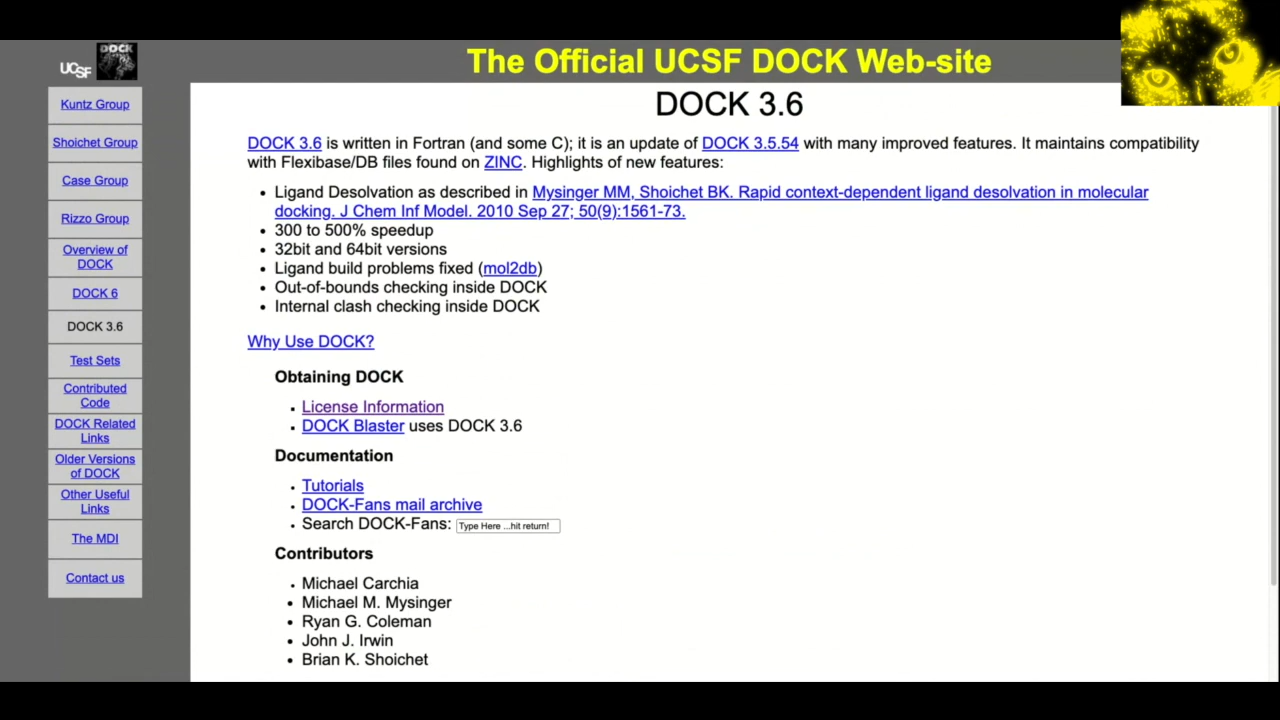 UCSF
DOCK
The Official UCSF DOCK Web-site
Kuntz Group
Shoichet Group
Case Group
Rizzo Group
Overview of
DOCK
DOCK 6
DOCK 3.6
Test Sets
Contributed
Code
DOCK Related
Links
Older Versions
of DOCK
Other Useful
Links
The MDI
Contact us
DOCK 3.6
DOCK 3.6 is written in Fortran (and some C); it is an update of DOCK 3.5.54 with many improved features. It maintains compatibility
with Flexibase/DB files found on ZINC. Highlights of new features:
Ligand Desolvation as described in Mysinger MM, Shoichet BK. Rapid context-dependent ligand desolvation in molecular
docking. J Chem Inf Model. 2010 Sep 27; 50(9):1561-73.
300 to 500% speedup
32bit and 64bit versions
Ligand build problems fixed (mol2db)
Out-of-bounds checking inside DOCK
Internal clash checking inside DOCK
Why Use DOCK?
Obtaining DOCK
License Information
DOCK Blaster uses DOCK 3.6
Documentation
Tutorials
DOCK-Fans mail archive
Search DOCK-Fans: Type Here ...hit return!
Contributors
Michael Carchia
Michael M. Mysinger
Ryan G. Coleman
John J. Irwin
Brian K. Shoichet